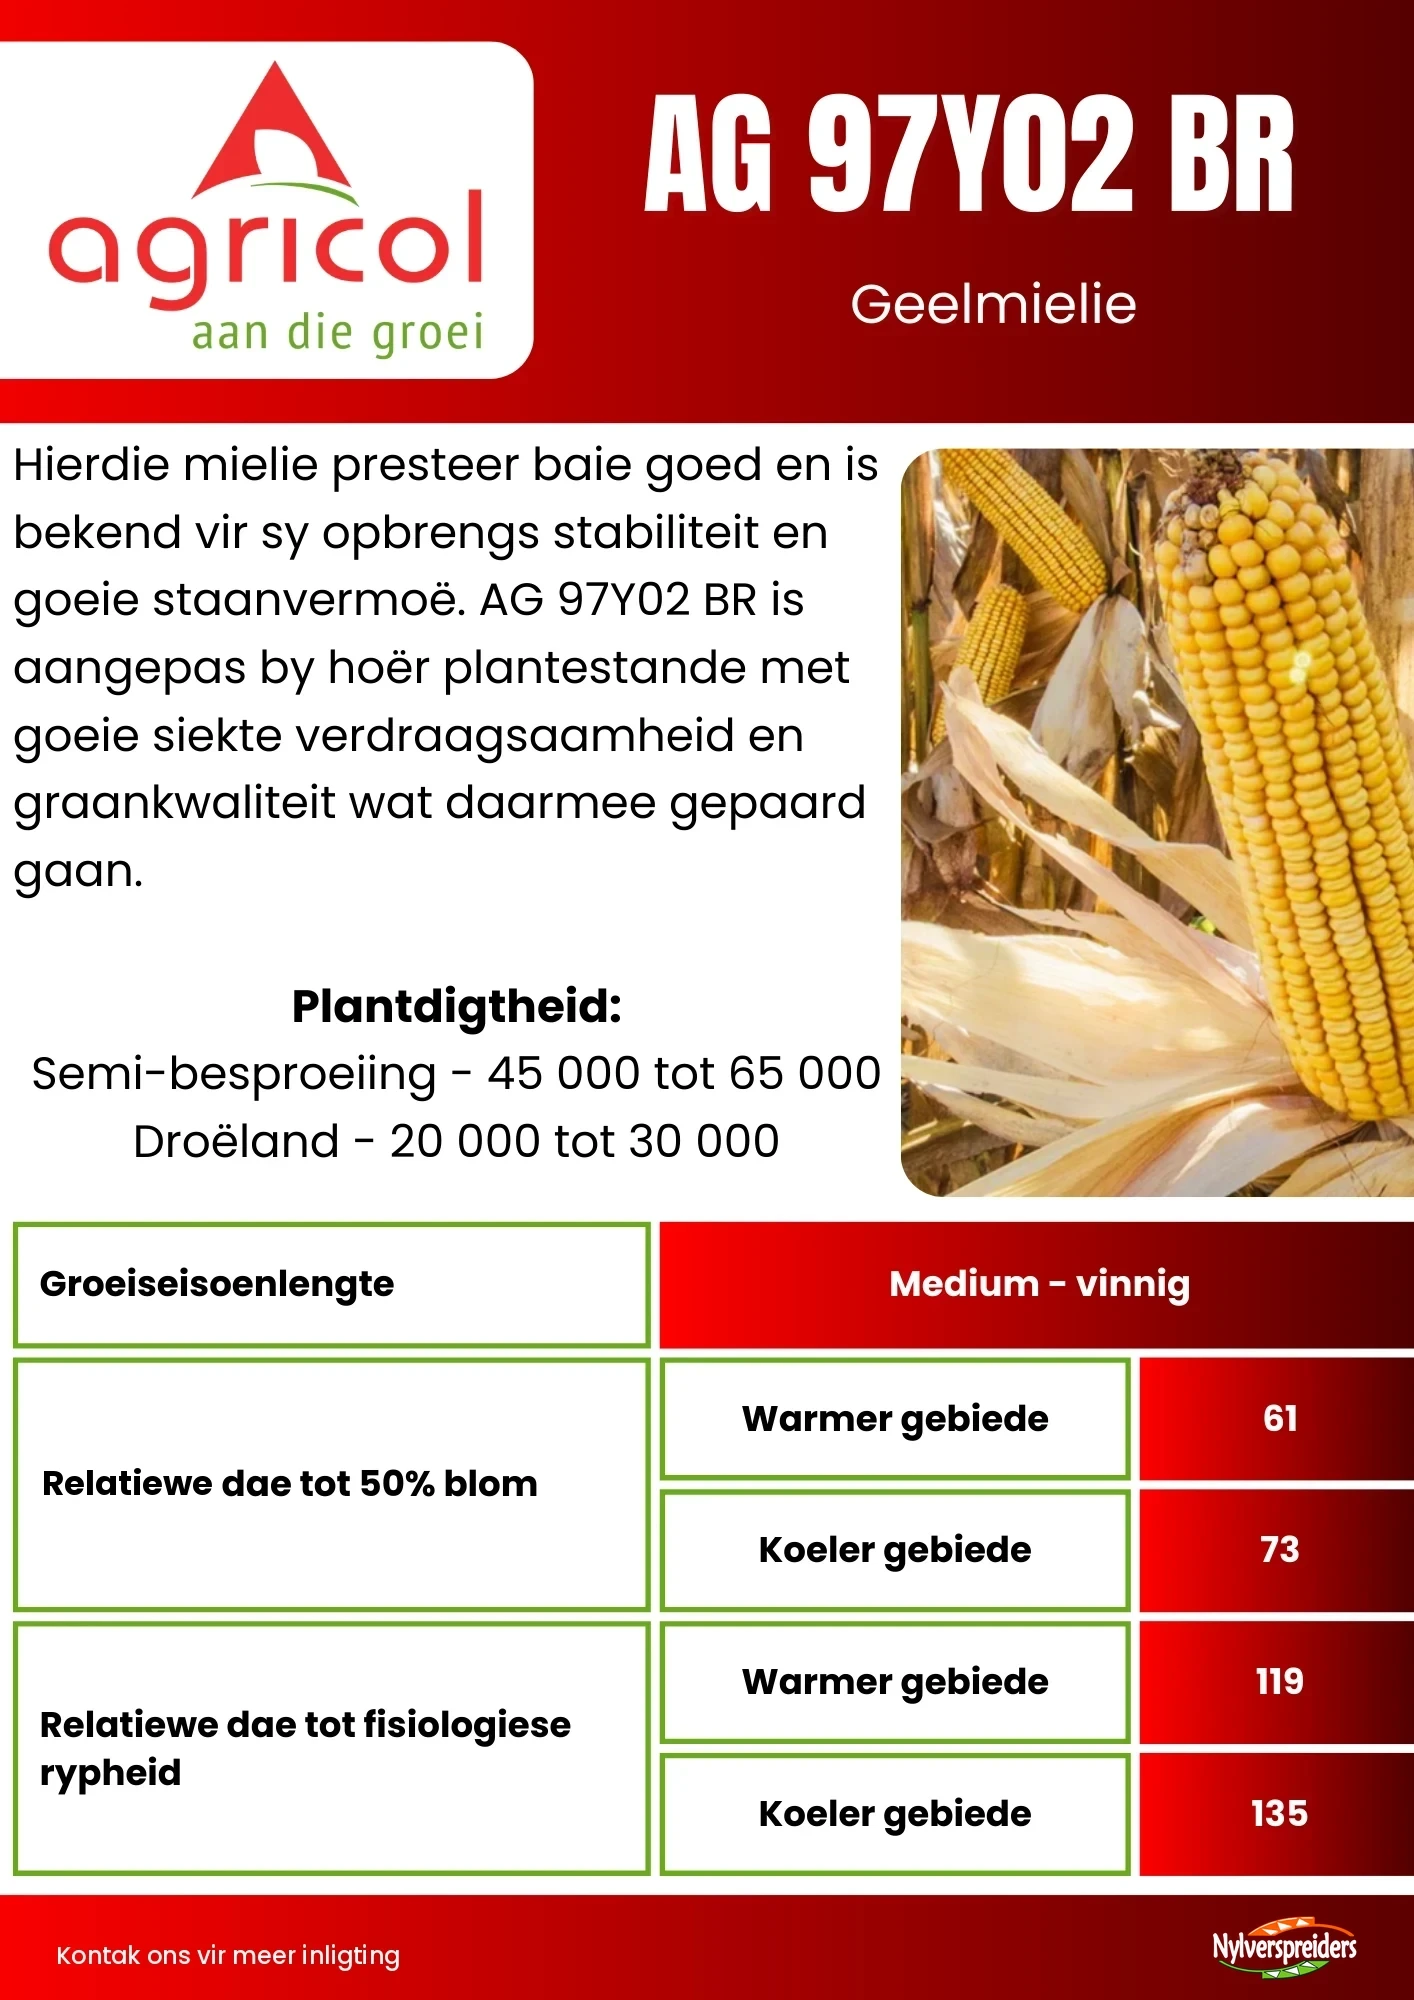 agricol
aan die groei
AG 97Y02 BR
Geelmielie
Hierdie mielie presteer baie goed en is
bekend vir sy opbrengs stabiliteit en
goeie staanvermoë. AG 97Y02 BR is
aangepas by hoër plantestande met
goeie siekte verdraagsaamheid en
graankwaliteit wat daarmee gepaard
gaan.
Plantdigtheid:
Semi-besproeiing - 45 000 tot 65 000
Droëland - 20 000 tot 30 000
Groeiseisoenlengte
Medium - vinnig
Relatiewe dae tot 50% blom
Warmer gebiede
61
Koeler gebiede
73
Relatiewe dae tot fisiologiese
rypheid
Warmer gebiede
119
Koeler gebiede
135
Kontak ons vir meer inligting
Nylverspreiders